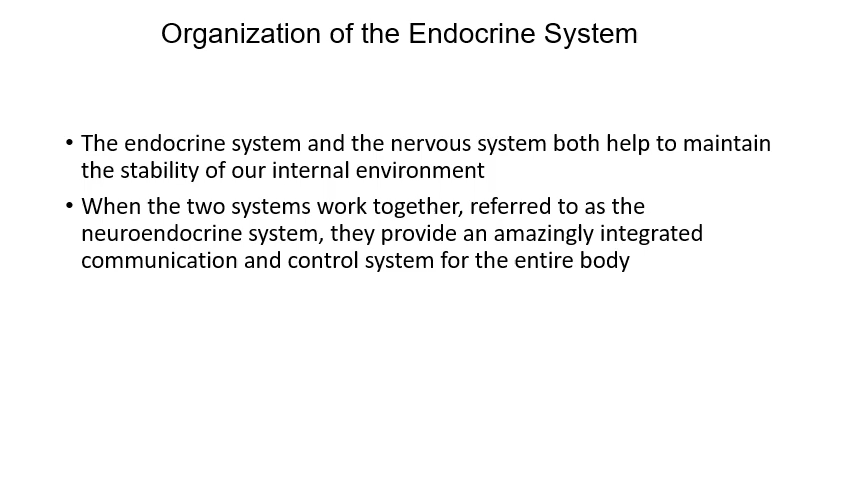 Organization of the Endocrine System
• The endocrine system and the nervous system both help to maintain
the stability of our internal environment
• When the two systems work together, referred to as the
neuroendocrine system, they provide an amazingly integrated
communication and control system for the entire body